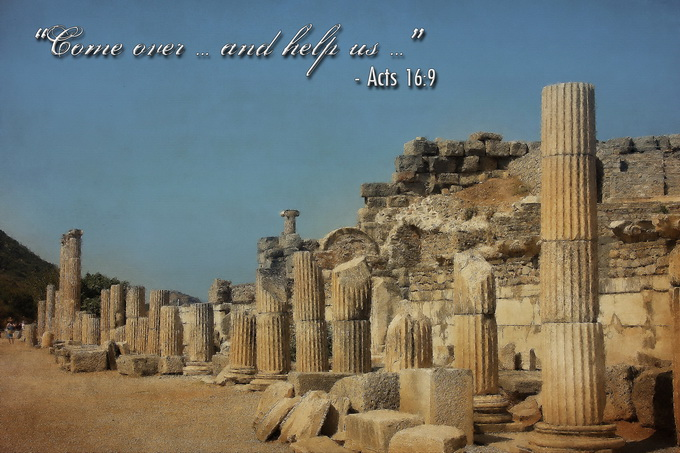 “Come over ... and help us ...”
- Acts 16:9